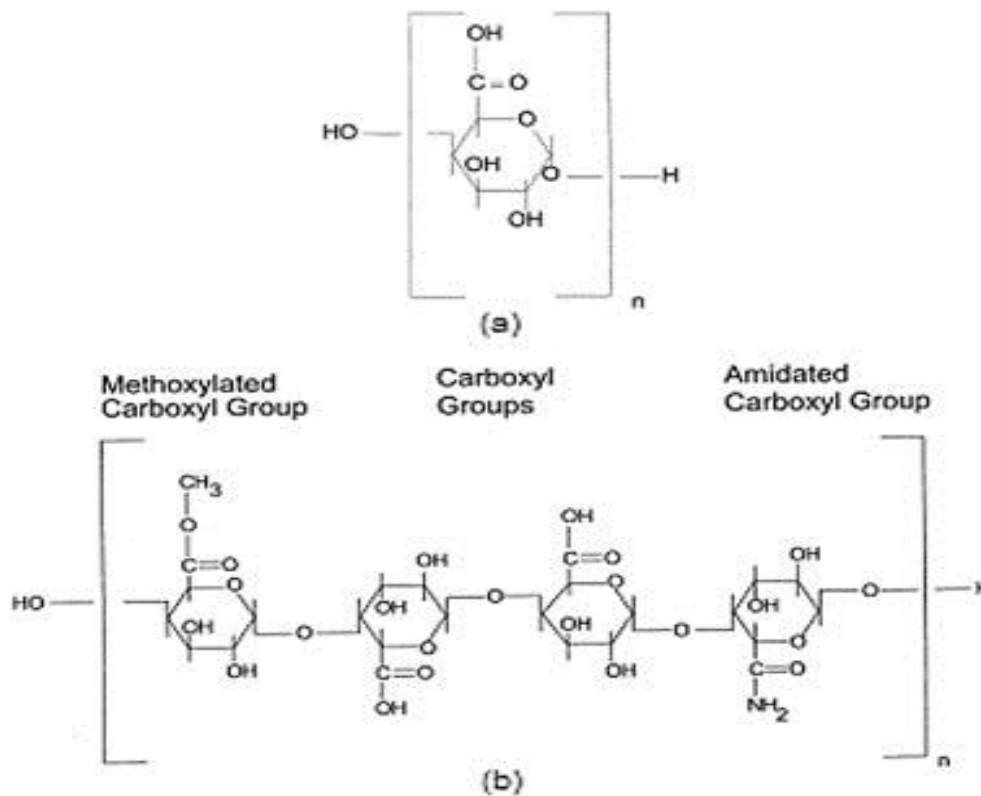 OH
C=O
O
HO
OH
O
H
OH
n
(a)
Methoxylated
Carboxyl Group
Carboxyl
Groups
Amidated
Carboxyl Group
CH3
O
C=O
O
OH
OH
HO
OH
O
OH
O
C=O
OH
O
OH
C=O
O
OH
OH
O
OH
OH
O
C=O
NH2
O
H
n
(b)